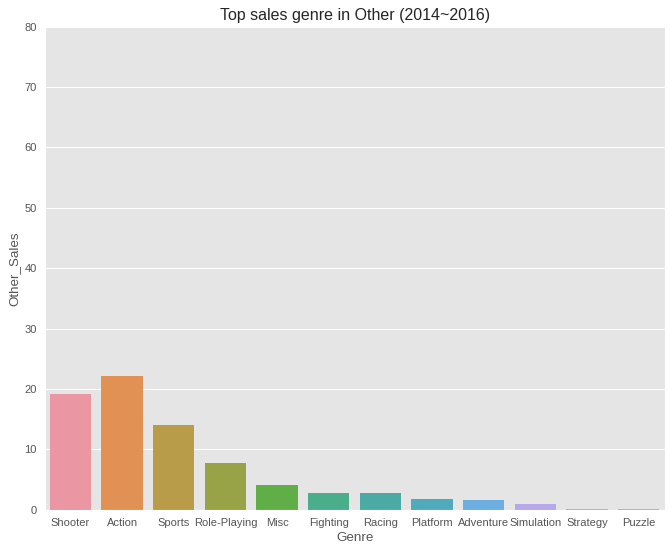 Top sales genre in Other (2014~2016)
80
70
60
50
40
30
20
10
0
Other_Sales
Shooter Action Sports Role-Playing Misc Fighting Racing Platform Adventure Simulation Strategy Puzzle
Genre